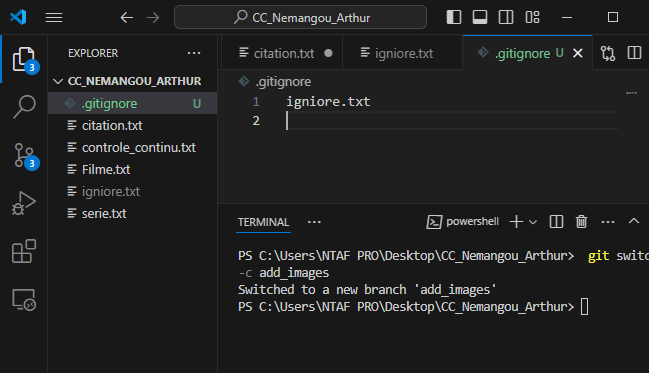 CC_Nemangou_Arthur
EXPLORER
citation.txt
igniore.txt
.gitignore U
3
CC_NEMANGOU_ARTHUR
.gitignore U
citation.txt
controle_continu.txt
Filme.txt
igniore.txt
serie.txt
3
.gitignore
1 igniore.txt
2
TERMINAL
powershell
PS C:\Users\NTAF PRO\Desktop\CC_Nemangou_Arthur> git switc
-c add_images
Switched to a new branch 'add_images'
PS C:\Users\NTAF PRO\Desktop\CC_Nemangou_Arthur>